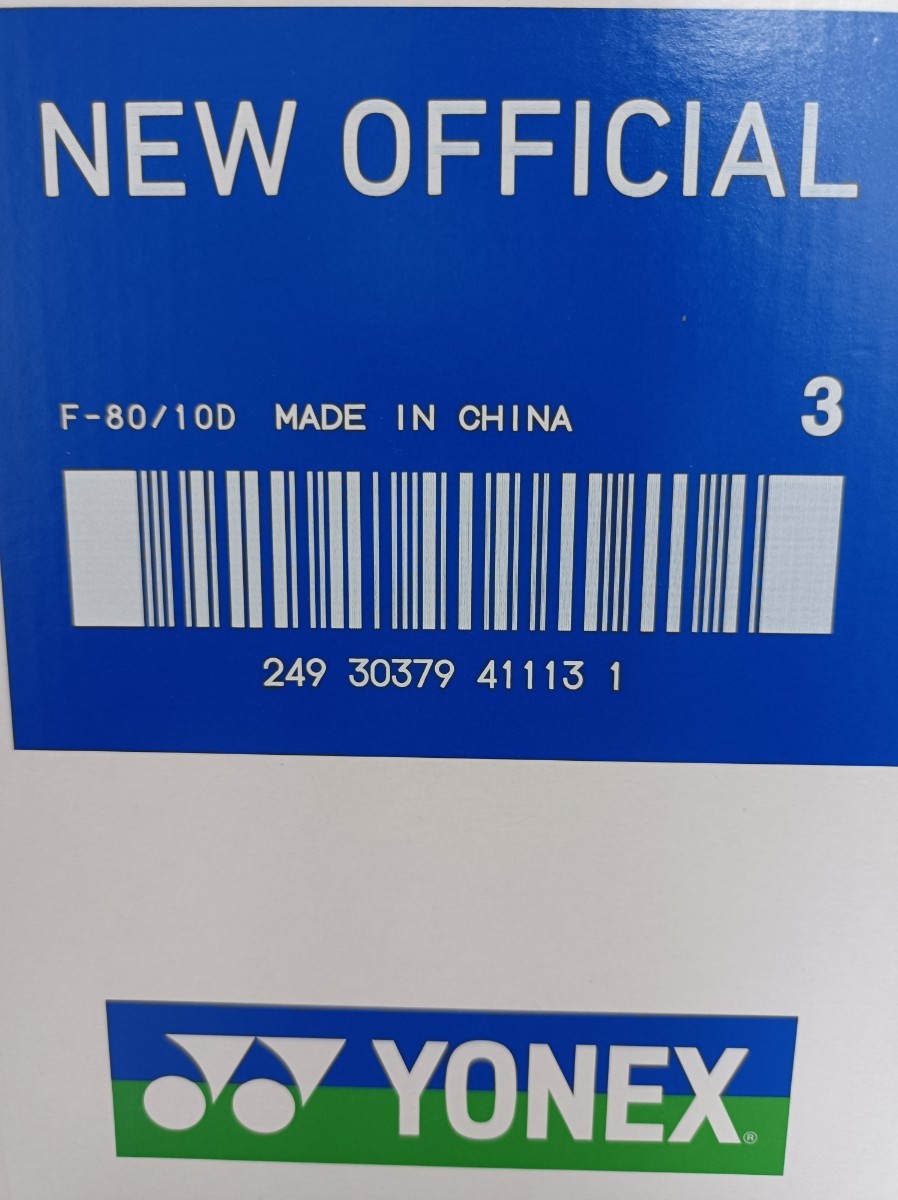 NEW OFFICIAL
F-80/10D MADE IN CHINA 3
249 30379 41113 1
YONEX®